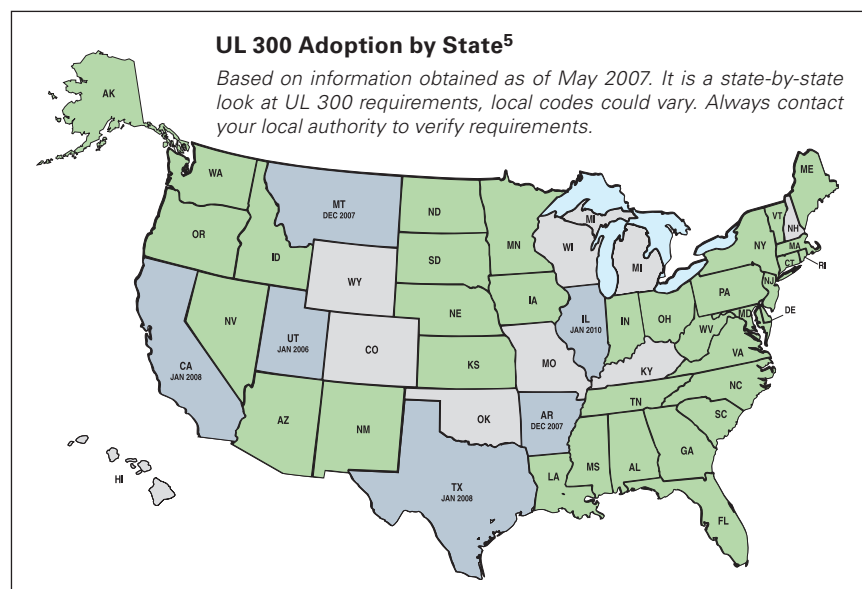 UL 300 Adoption by State5
Based on information obtained as of May 2007. It is a state-by-state
look at UL 300 requirements, local codes could vary. Always contact
your local authority to verify requirements.
AK
WA
OR
ID
MT
DEC 2007
ND
SD
MN
WY
NE
IA
WI
MI
MI
NV
UT
JAN 2006
CO
KS
MO
IL
JAN 2010
IN
OH
KY
WV
PA
NY
VT
NH
ME
MA
CT
RI
NJ
DE
MD
VA
NC
SC
TN
CA
JAN 2008
AZ
NM
OK
AR
DEC 2007
TX
JAN 2008
LA
MS
AL
GA
FL
HI